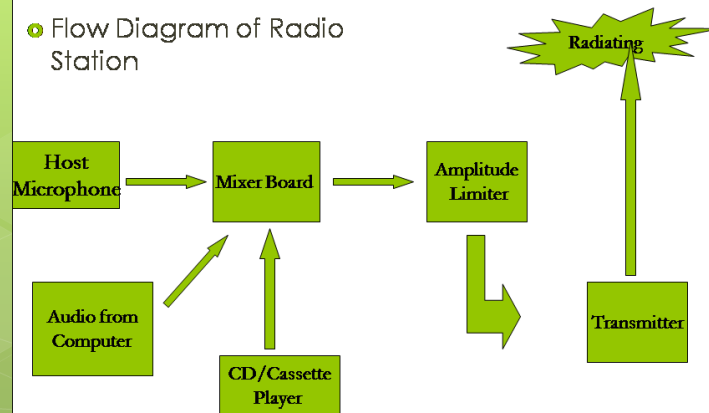 Flow Diagram of Radio
Station
Radiating
Host
Microphone
Mixer Board
Amplitude
Limiter
Audio from
Computer
CD/Cassette
Player
Transmitter